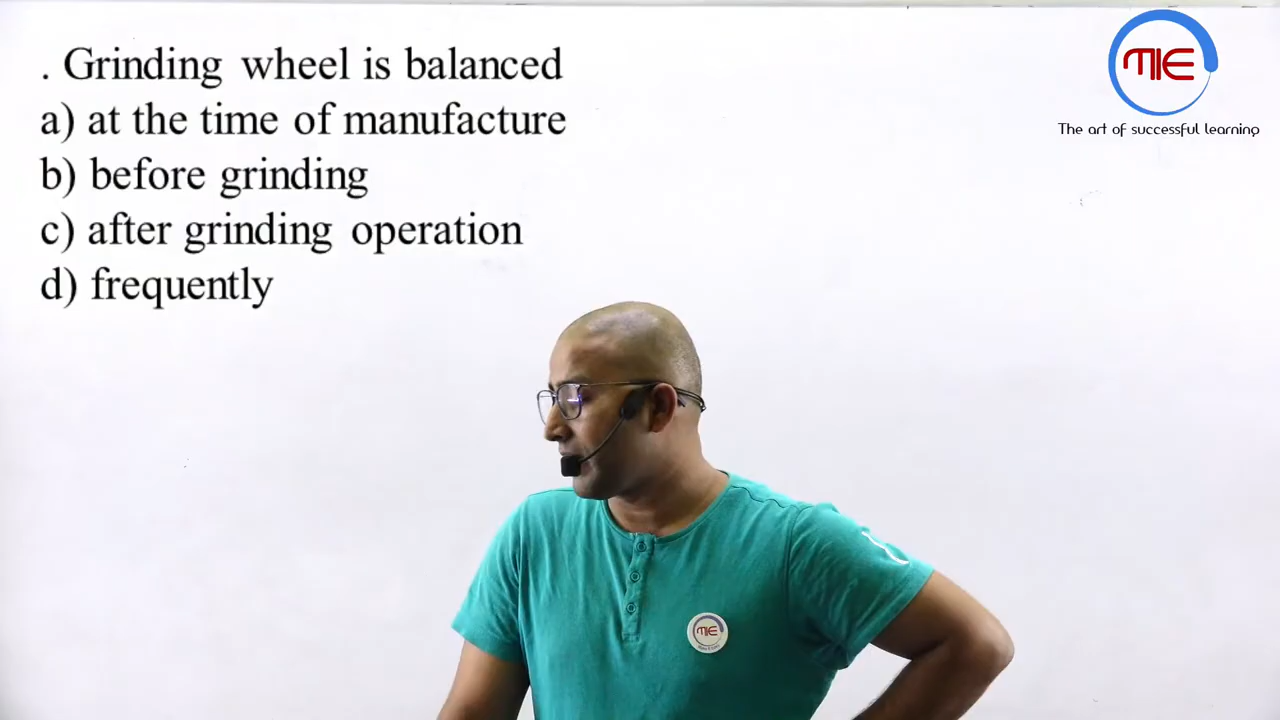 . Grinding wheel is balanced
a) at the time of manufacture
b) before grinding
c) after grinding operation
d) frequently
MIE
The art of successful learning
MIE